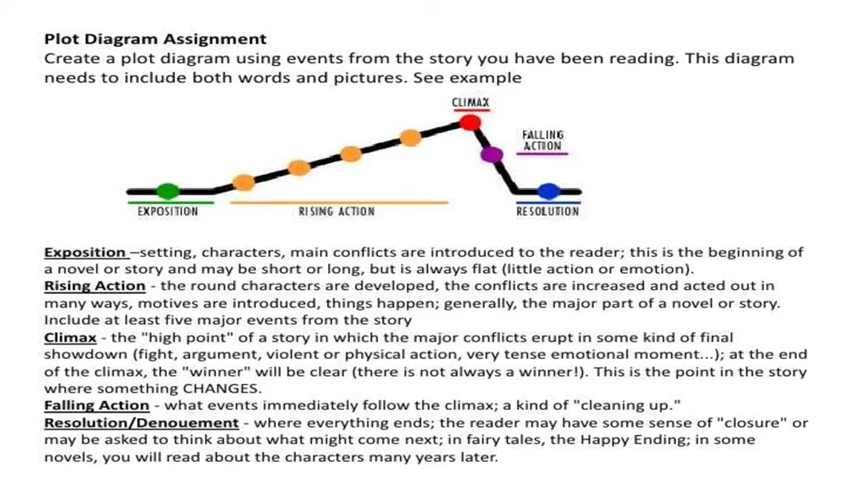 Plot Diagram Assignment
Create a plot diagram using events from the story you have been reading. This diagram
needs to include both words and pictures. See example
CLIMAX
FALLING
ACTION
EXPOSITION
RISING ACTION
RESOLUTION
Exposition –setting, characters, main conflicts are introduced to the reader; this is the beginning of
a novel or story and may be short or long, but is always flat (little action or emotion).
Rising Action - the round characters are developed, the conflicts are increased and acted out in
many ways, motives are introduced, things happen; generally, the major part of a novel or story.
Include at least five major events from the story
Climax - the "high point" of a story in which the major conflicts erupt in some kind of final
showdown (fight, argument, violent or physical action, very tense emotional moment...); at the end
of the climax, the "winner" will be clear (there is not always a winner!). This is the point in the story
where something CHANGES.
Falling Action - what events immediately follow the climax; a kind of "cleaning up."
Resolution/Denouement - where everything ends; the reader may have some sense of "closure" or
may be asked to think about what might come next; in fairy tales, the Happy Ending; in some
novels, you will read about the characters many years later.